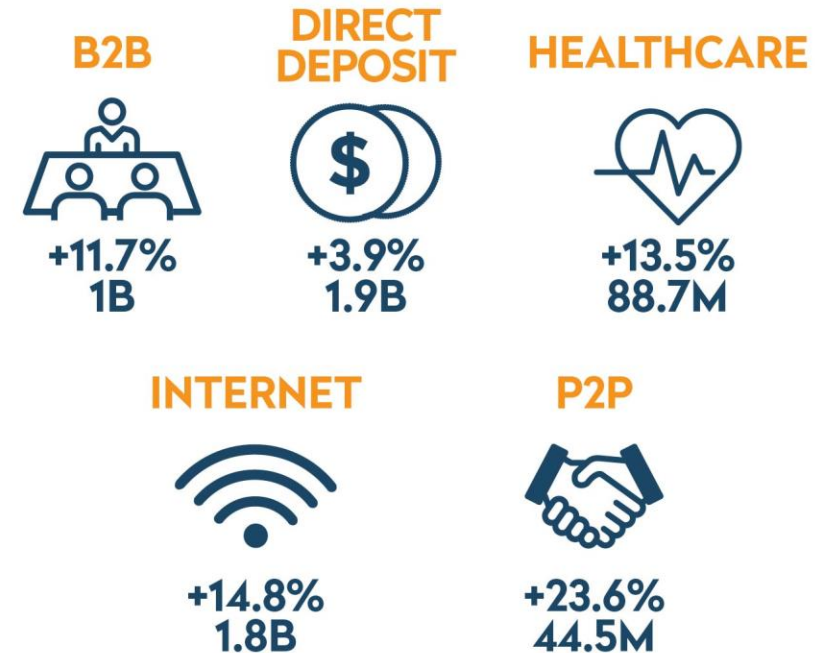 B2B
+11.7%
1B
DIRECT
DEPOSIT
$
+3.9%
1.9B
HEALTHCARE
+13.5%
88.7M
INTERNET
+14.8%
1.8B
P2P
+23.6%
44.5M